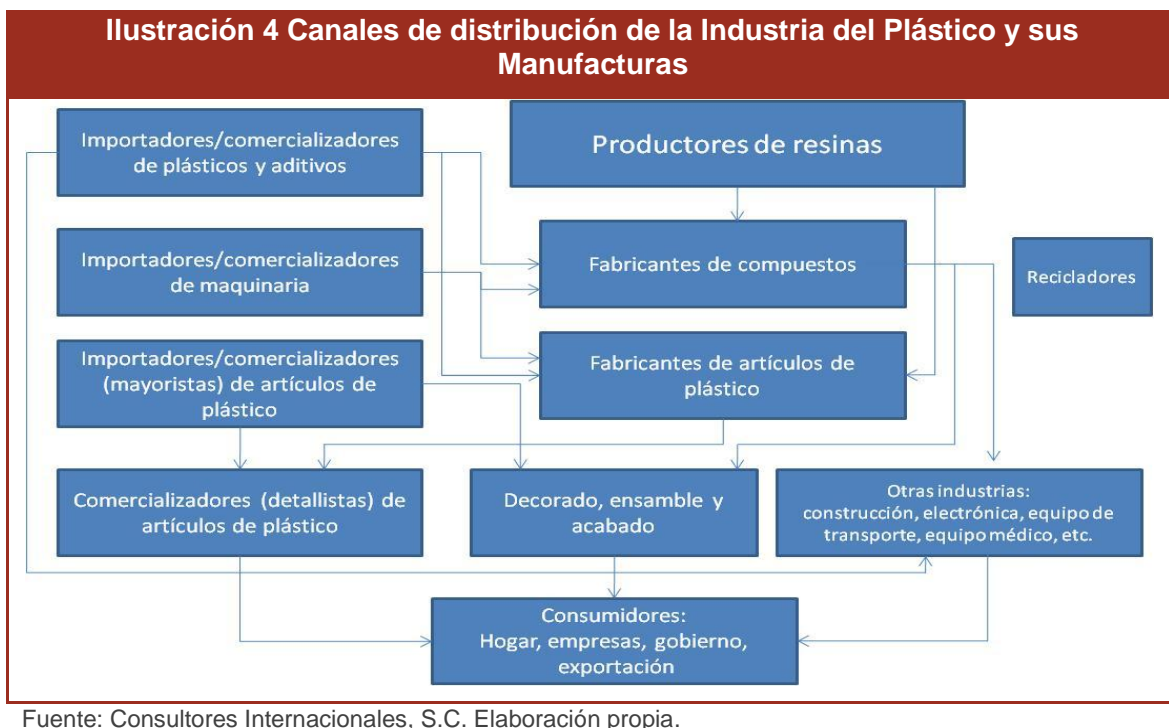 Ilustración 4 Canales de distribución de la Industria del Plástico y sus
Manufacturas
Importadores/comercializadores
de plásticos y aditivos
Productores de resinas
Importadores/comercializadores
de maquinaria
Fabricantes de compuestos
Recicladores
Importadores/comercializadores
(mayoristas) de artículos de
plástico
Fabricantes de artículos de
plástico
Comercializadores (detallistas) de
artículos de plástico
Decorado, ensamble y
acabado
Otras industrias:
construcción, electrónica, equipo de
transporte, equipo médico, etc.
Consumidores:
Hogar, empresas, gobierno,
exportación
Fuente: Consultores Internacionales, S.C. Elaboración propia.